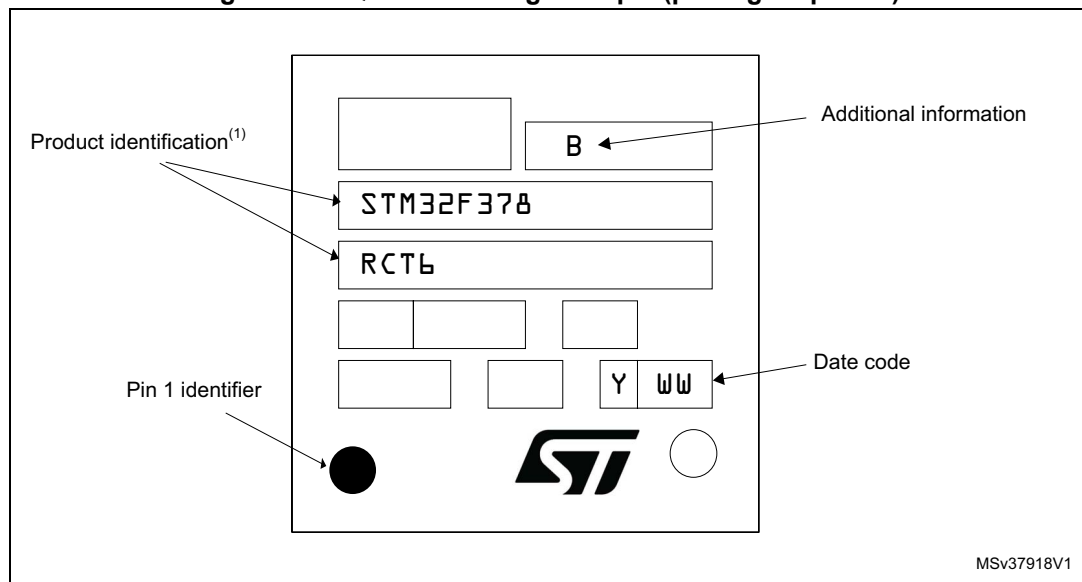 Additional information
B
Product identification(1)
STM32F378
RCT6
Date code
Y WW
Pin 1 identifier
ST
MSv37918V1